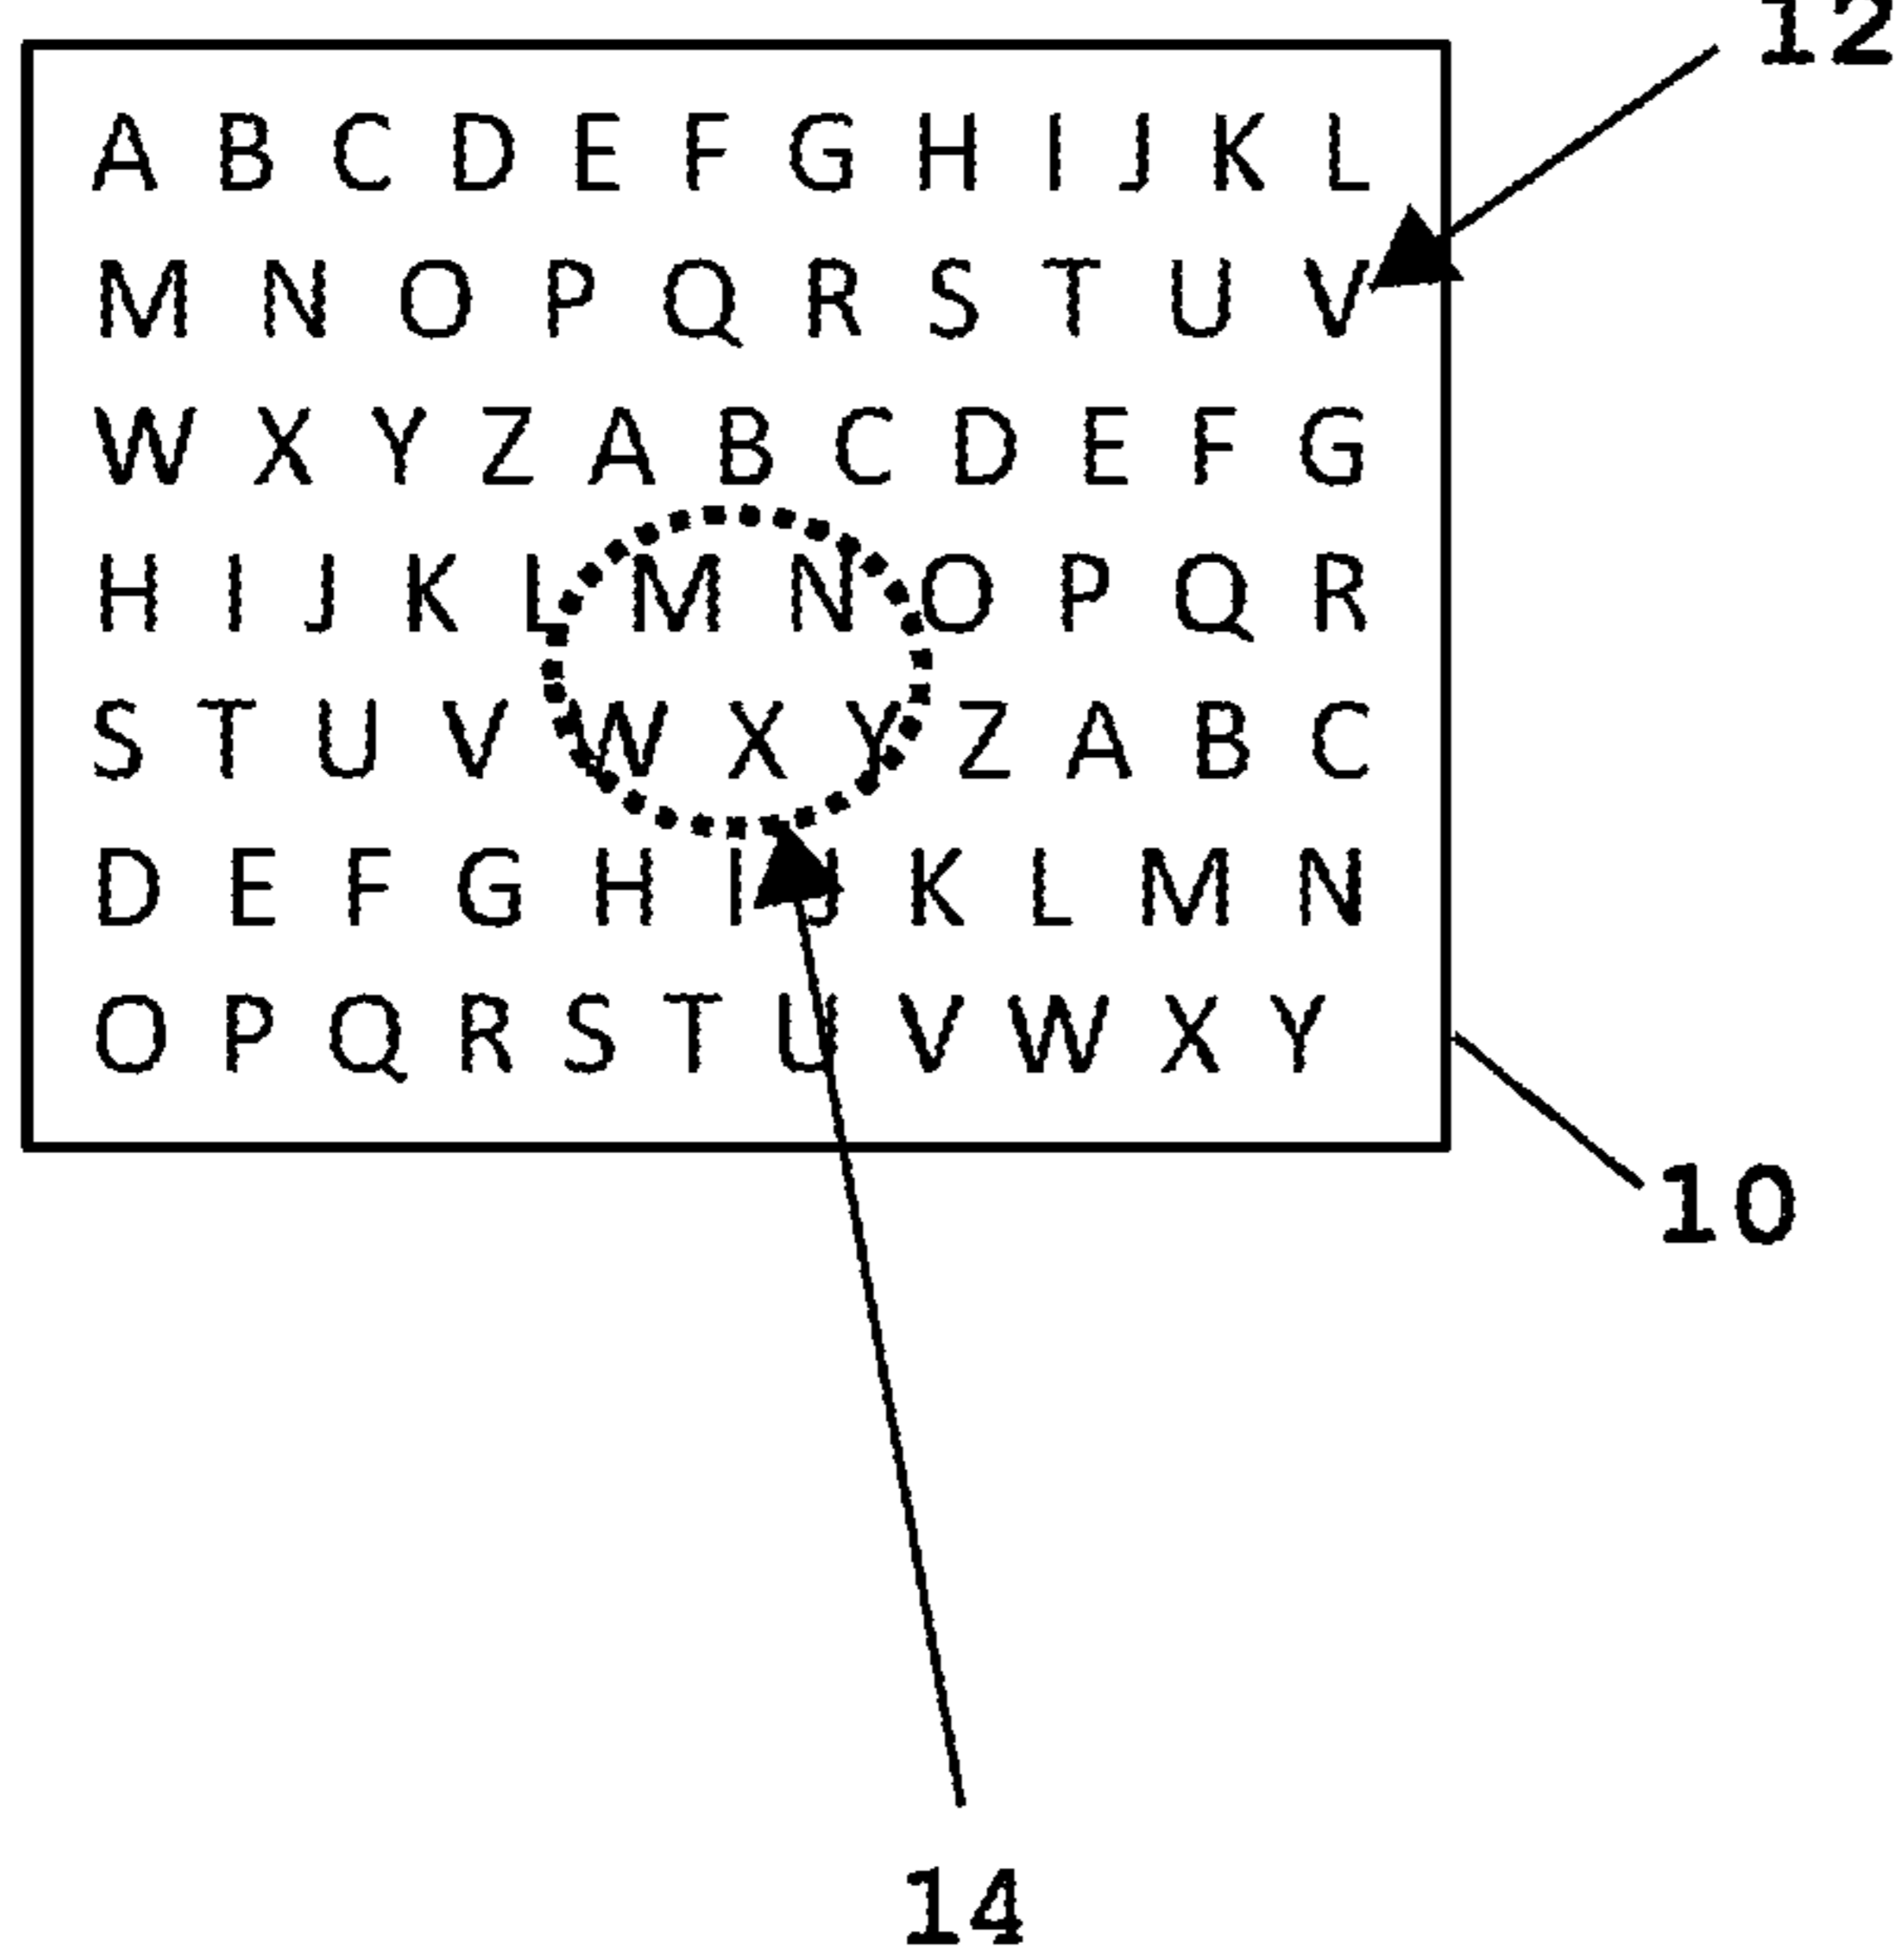 12
A B C D E F G H I J K L
M N O P Q R S T U V
W X Y Z A B C D E F G
H I J K L M N O P Q R
S T U V W X Y Z A B C
D E F G H I J K L M N
O P Q R S T U V W X Y
10
14